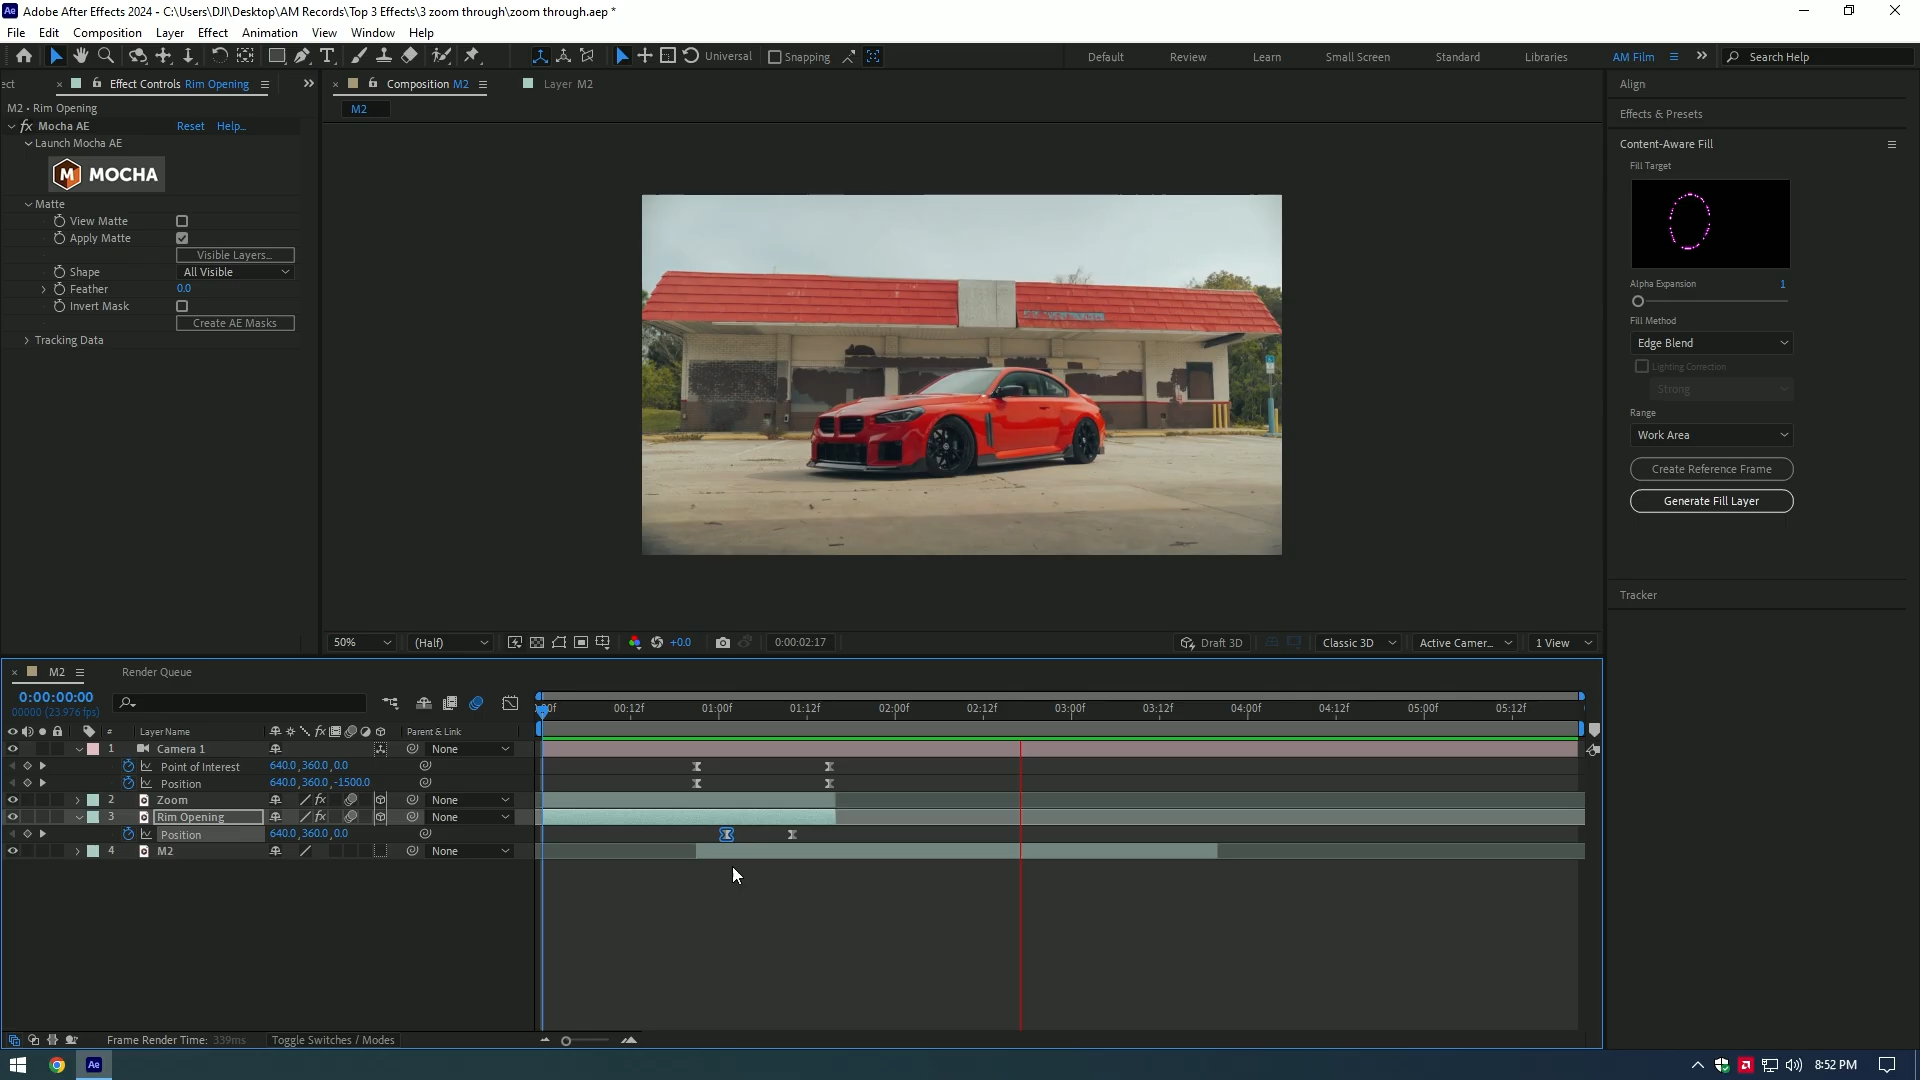 Adobe After Effects 2024 - C:\Users\DJI\Desktop\AM Records\Top 3 Effects\3 zoom through\zoom through.aep *
File Edit Composition Layer Effect Animation View Window Help
Universal Snapping Default Review Learn Small Screen Standard Libraries AM Film Search Help
ect Effect Controls Rim Opening Composition M2 Layer M2
M2 • Rim Opening
M2
fx Mocha AE Reset Help...
Launch Mocha AE
M MOCHA
Matte
View Matte
Apply Matte
Visible Layers...
Shape All Visible
Feather 0.0
Invert Mask
Create AE Masks
Tracking Data
Align
Effects & Presets
Content-Aware Fill
Fill Target
Alpha Expansion 1
Fill Method
Edge Blend
Lighting Correction
Strong
Range
Work Area
Create Reference Frame
Generate Fill Layer
Tracker
50% (Half) +0.0 0:00:02:17 Draft 3D Classic 3D Active Camer... 1 View
M2 Render Queue
0:00:00:00
00000 (23.976 fps)
:00f 00:12f 01:00f 01:12f 02:00f 02:12f 03:00f 03:12f 04:00f 04:12f 05:00f 05:12f
# Layer Name Parent & Link
1 Camera 1 None
Point of Interest 640.0,360.0,0.0
Position 640.0,360.0,-1500.0
2 Zoom None
3 Rim Opening None
Position 640.0,360.0,0.0
4 M2 None
Frame Render Time: 339ms Toggle Switches / Modes
Ae 8:52 PM